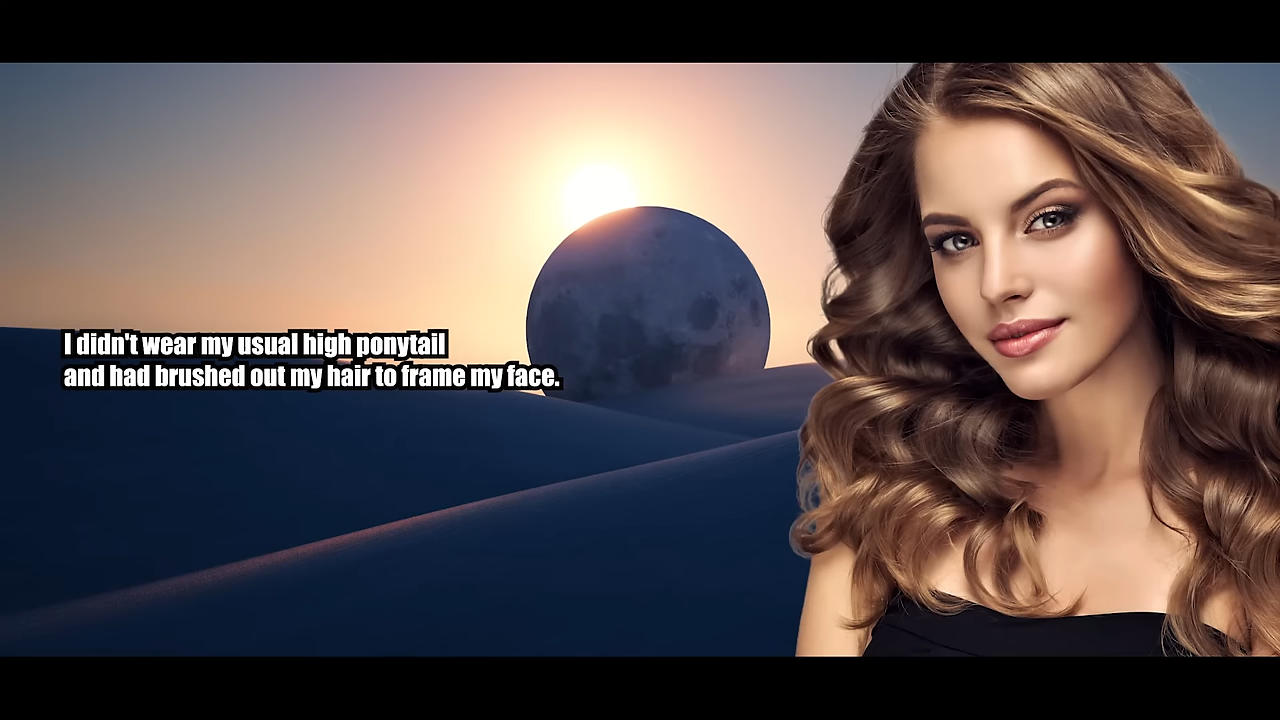 I didn't wear my usual high ponytail
and had brushed out my hair to frame my face.